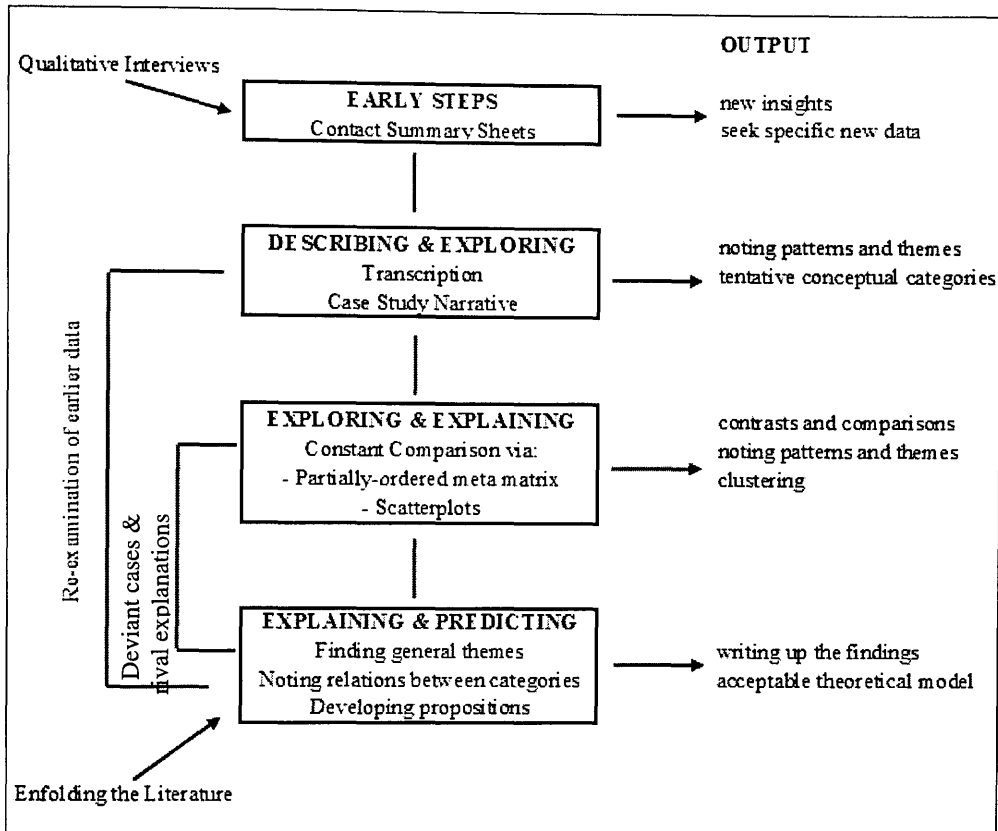 OUTPUT
Qualitative Interviews
EARLY STEPS
Contact Summary Sheets
new insights
seek specific new data
DESCRIBING & EXPLORING
Transcription
Case Study Narrative
noting patterns and themes
tentative conceptual categories
Re-examination of earlier data
Deviant cases &
rival explanations
EXPLORING & EXPLAINING
Constant Comparison via:
- Partially-ordered meta matrix
- Scatterplots
contrasts and comparisons
noting patterns and themes
clustering
EXPLAINING & PREDICTING
Finding general themes
Noting relations between categories
Developing propositions
writing up the findings
acceptable theoretical model
Enfolding the Literature